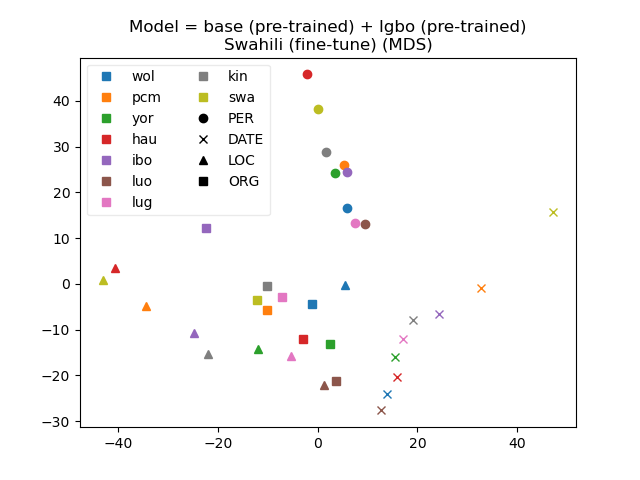 Model = base (pre-trained) + Igbo (pre-trained)
Swahili (fine-tune) (MDS)
wol
pcm
yor
hau
ibo
luo
lug
kin
swa
PER
DATE
LOC
ORG
40
30
20
10
0
−10
−20
−30
−40 −20 0 20 40